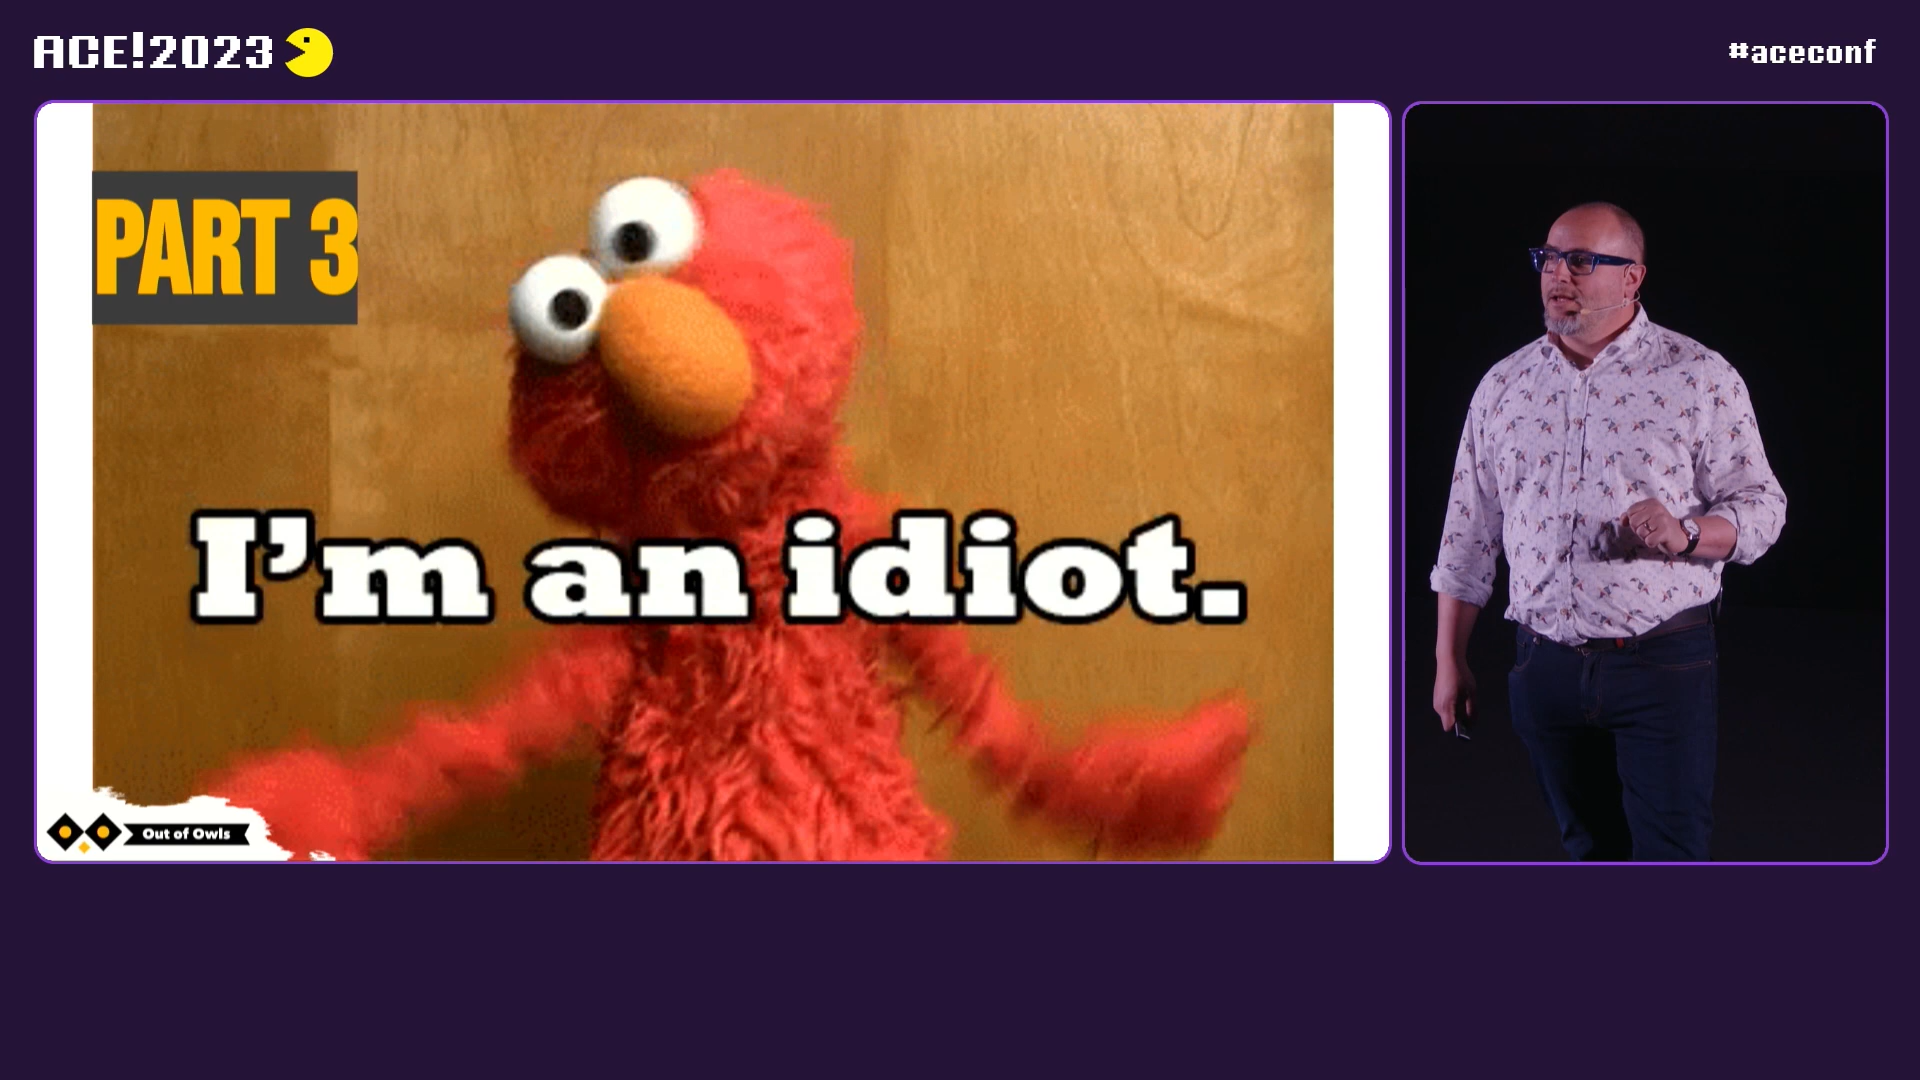 ACE!2023
#aceconf
PART 3
I'm an idiot.
Out of Owls